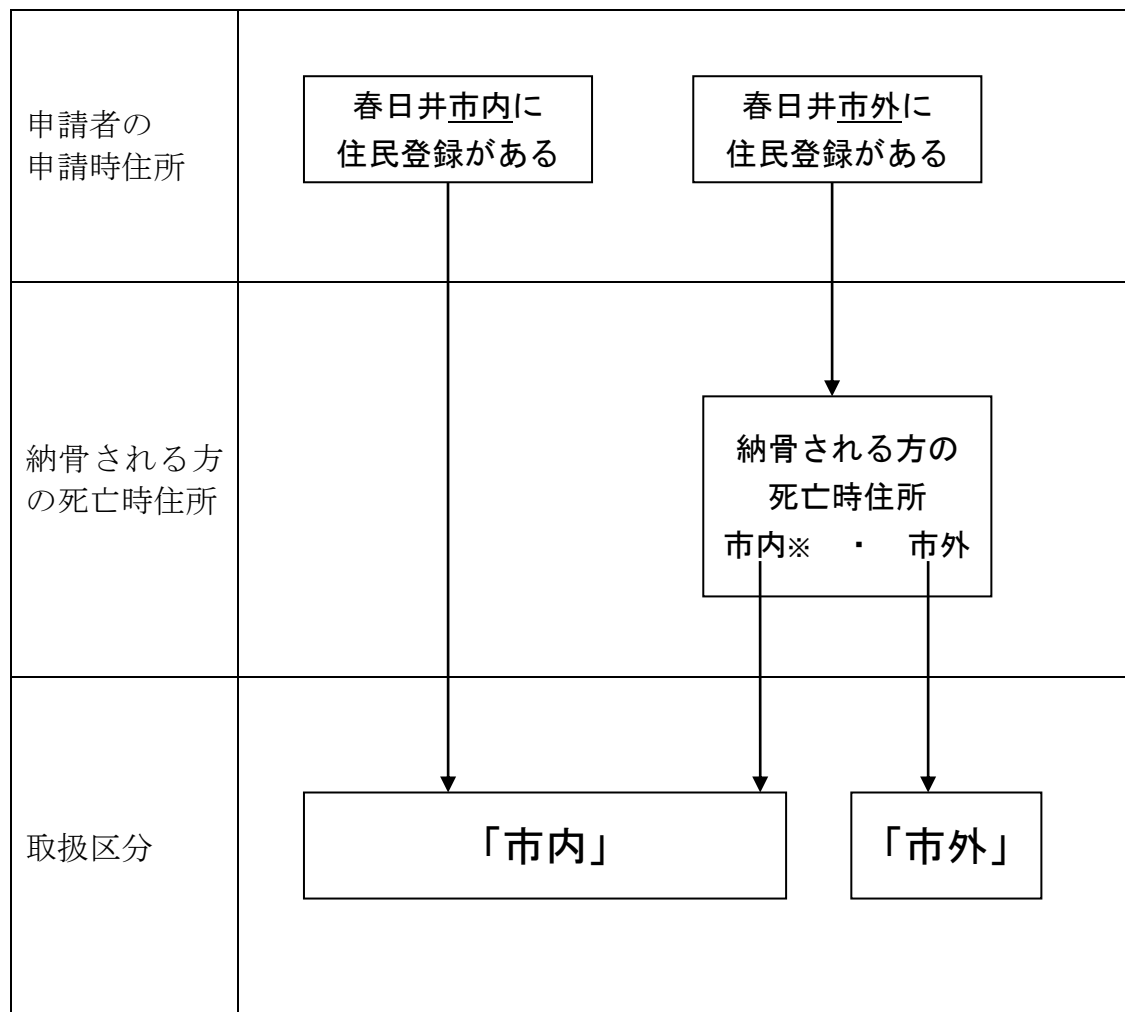 申請者の
申請時住所
春日井市内に
住民登録がある
春日井市外に
住民登録がある
納骨される方
の死亡時住所
納骨される方の
死亡時住所
市内※ ・ 市外
取扱区分
「市内」
「市外」